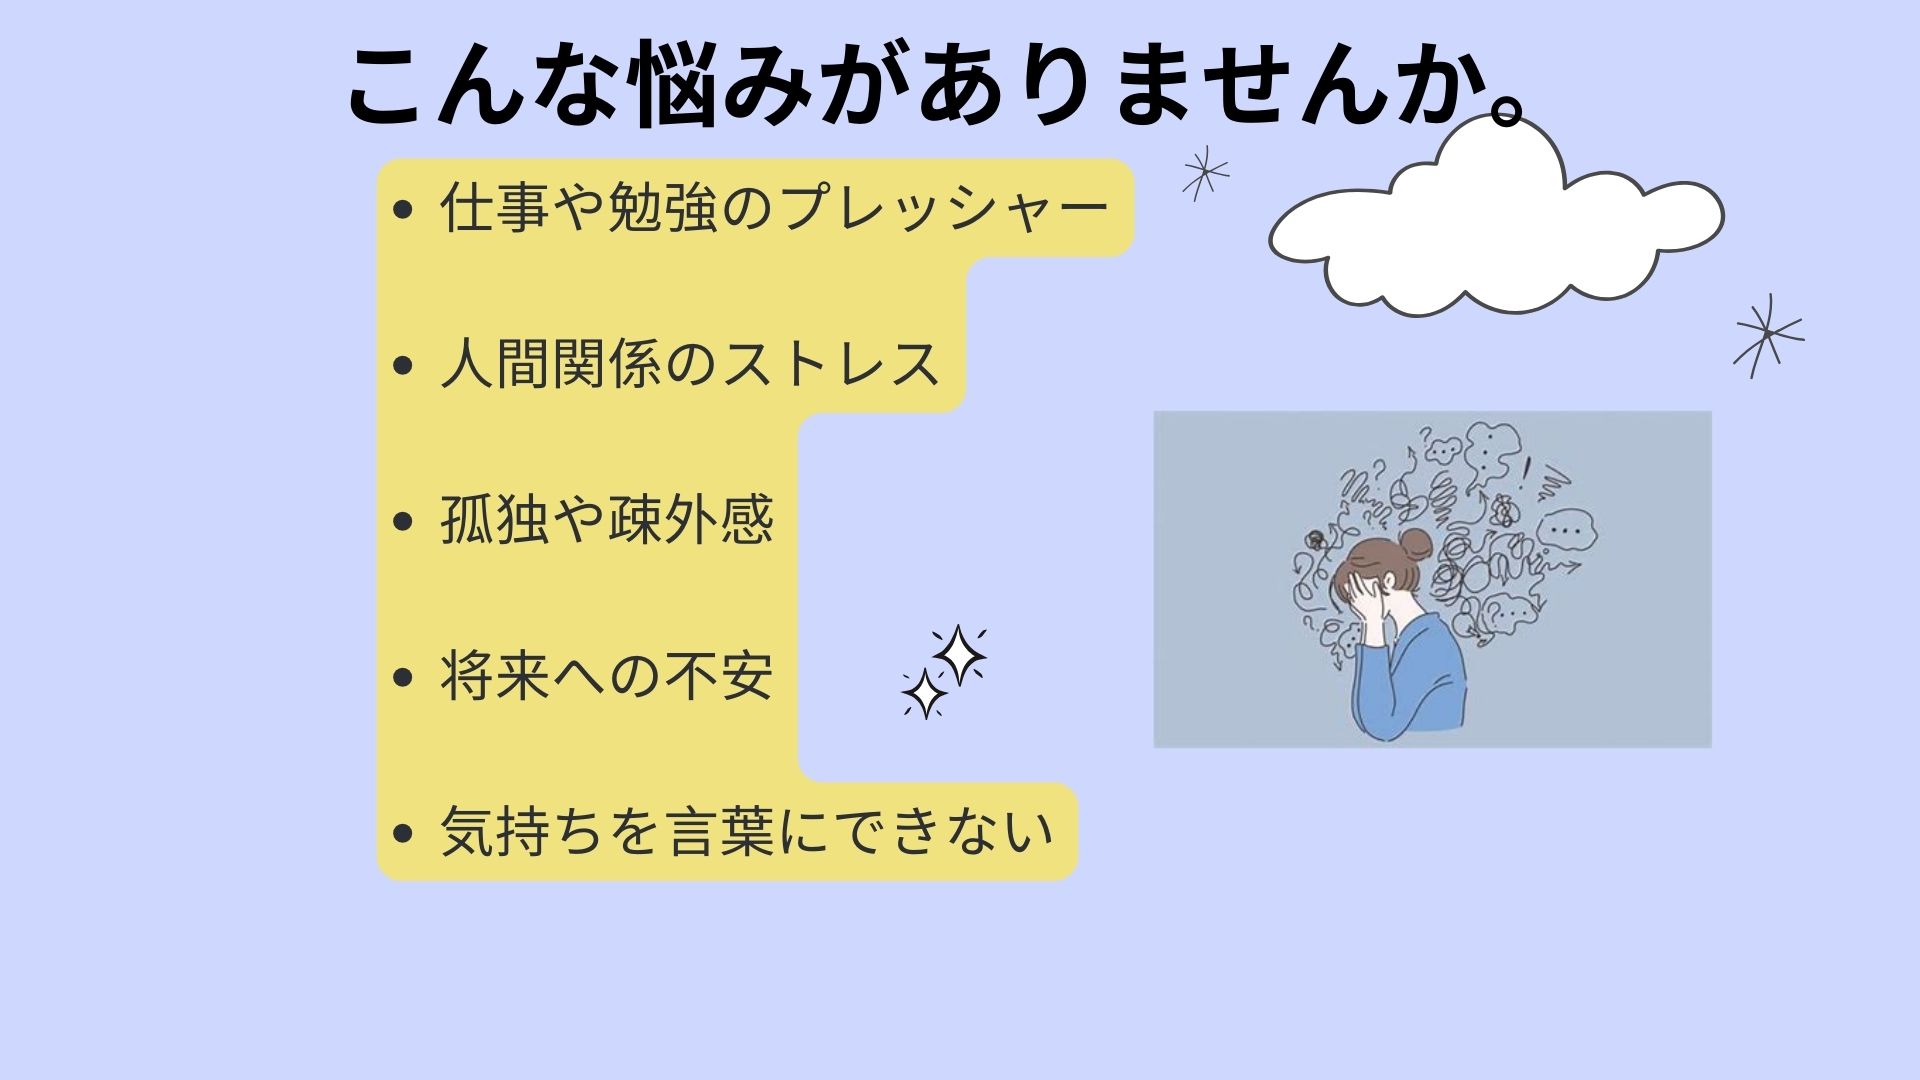 こんな悩みがありませんか。
• 仕事や勉強のプレッシャー
• 人間関係のストレス
• 孤独や疎外感
• 将来への不安
• 気持ちを言葉にできない